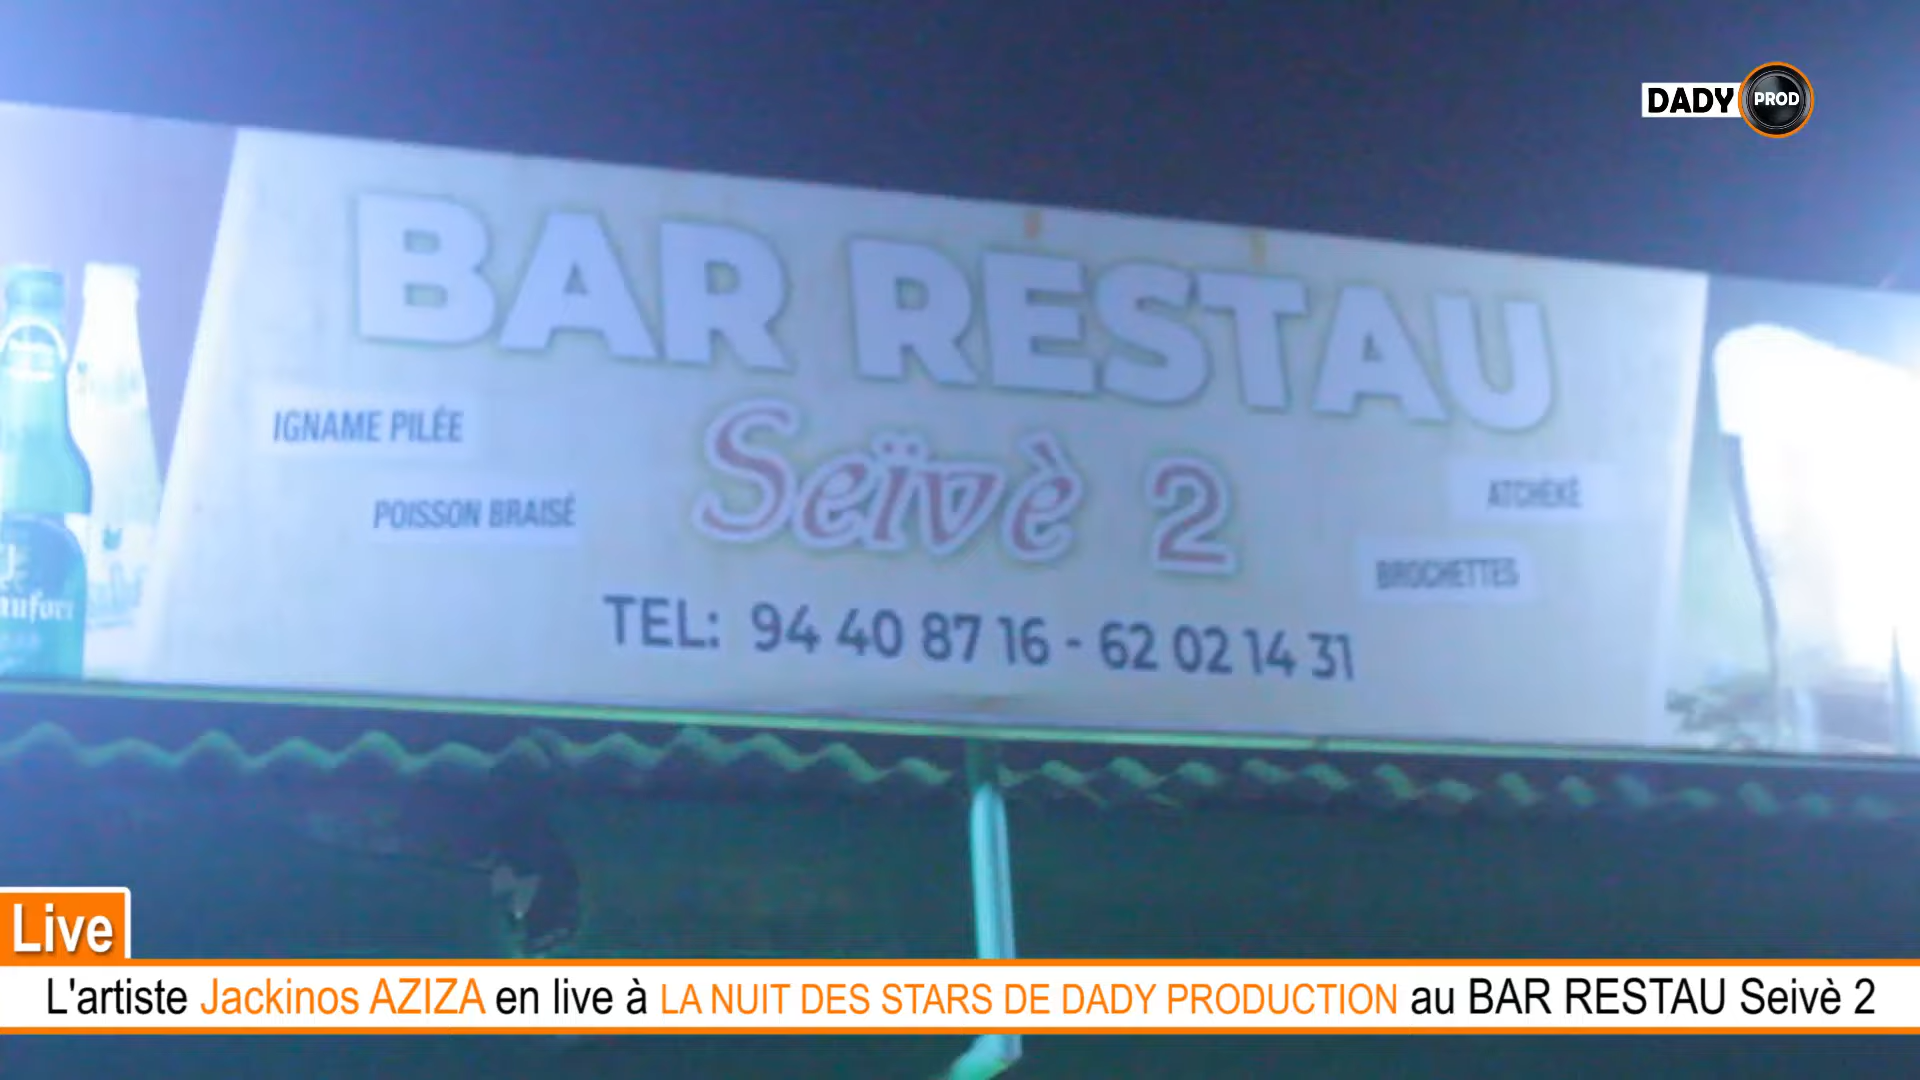 DADY PROD
BAR RESTAU
Seïvè 2
IGNAME PILÉE
POISSON BRAISÉ
ATCHÈKÈ
BROCHETTES
TEL: 94 40 87 16 - 62 02 14 31
Live
L'artiste Jackinos AZIZA en live à LA NUIT DES STARS DE DADY PRODUCTION au BAR RESTAU Seivè 2